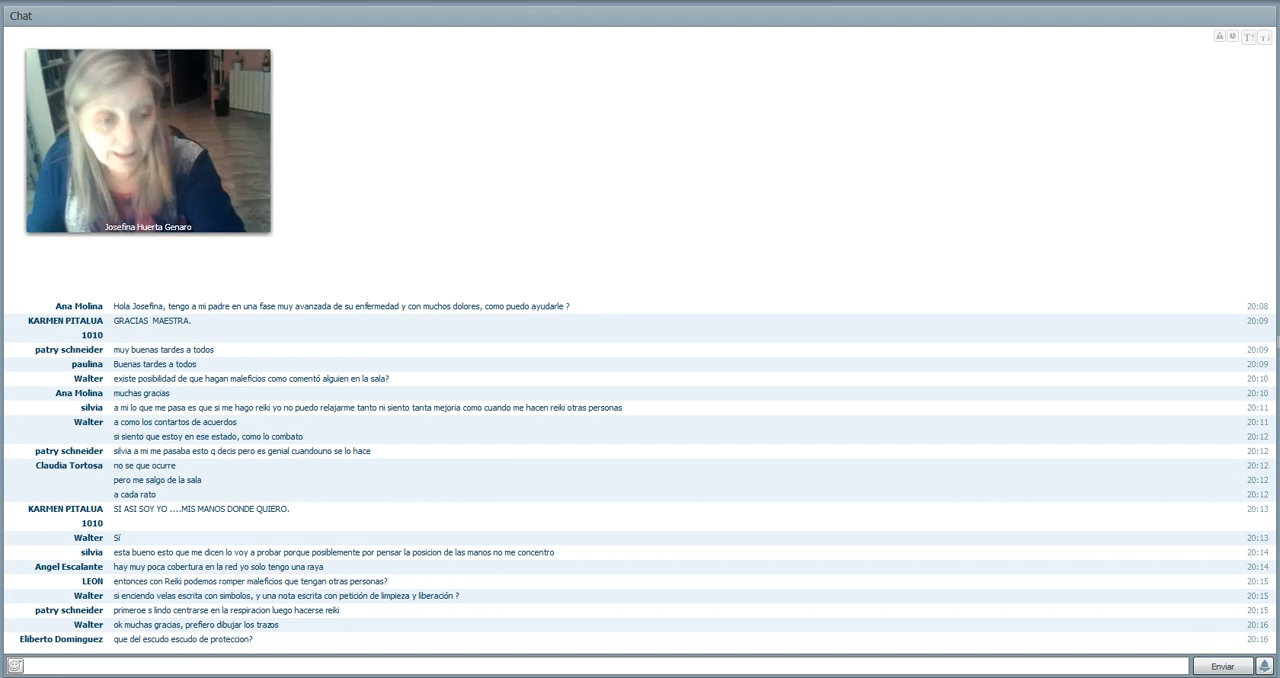 Chat
Josefina Huerta Genaro
Ana Molina Hola Josefina, tengo a mi padre en una fase muy avanzada de su enfermedad y con muchos dolores, como puedo ayudarle ? 20:08
KARMEN PITALUA GRACIAS MAESTRA. 20:09
1010
patry schneider muy buenas tardes a todos 20:09
paulina Buenas tardes a todos 20:09
Walter existe posibilidad de que hagan maleficios como comentó alguien en la sala? 20:10
Ana Molina muchas gracias 20:10
silvia a mi lo que me pasa es que si me hago reiki yo no puedo relajarme tanto ni siento tanta mejoria como cuando me hacen reiki otras personas 20:11
Walter a como los contartos de acuerdos 20:11
si siento que estoy en ese estado, como lo combato 20:12
patry schneider silvia a mi me pasaba esto q decis pero es genial cuandouno se lo hace 20:12
Claudia Tortosa no se que ocurre 20:12
pero me salgo de la sala 20:12
a cada rato 20:12
KARMEN PITALUA SI ASI SOY YO ....MIS MANOS DONDE QUIERO. 20:13
1010
Walter Sí 20:13
silvia esta bueno esto que me dicen lo voy a probar porque posiblemente por pensar la posicion de las manos no me concentro 20:14
Angel Escalante hay muy poca cobertura en la red yo solo tengo una raya 20:14
LEON entonces con Reiki podemos romper maleficios que tengan otras personas? 20:15
Walter si enciendo velas escrita con simbolos, y una nota escrita con petición de limpieza y liberación ? 20:15
patry schneider primeroe s lindo centrarse en la respiracion luego hacerse reiki 20:15
Walter ok muchas gracias, prefiero dibujar los trazos 20:16
Eliberto Dominguez que del escudo escudo de proteccion? 20:16
Enviar